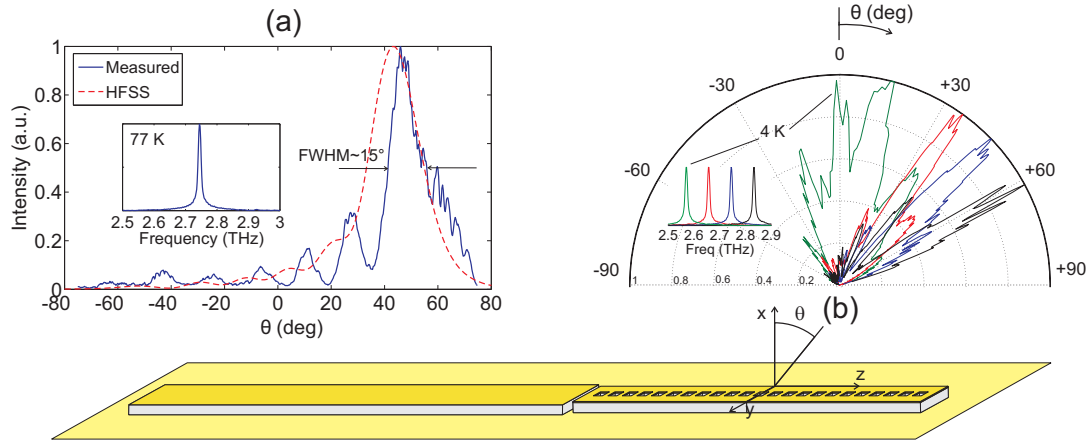 (a)
1
0.8
0.6
0.4
0.2
0
Intensity (a.u.)
Measured
HFSS
FWHM~15°
77 K
2.5 2.6 2.7 2.8 2.9 3
Frequency (THz)
-60 -40 -20 0 20 40 60 80
θ (deg)
θ (deg)
0
-30 +30
-60 +60
-90 +90
4 K
2.5 2.6 2.7 2.8 2.9
Freq (THz)
1 0.8 0.6 0.4 0.2
(b)
x θ
z
y